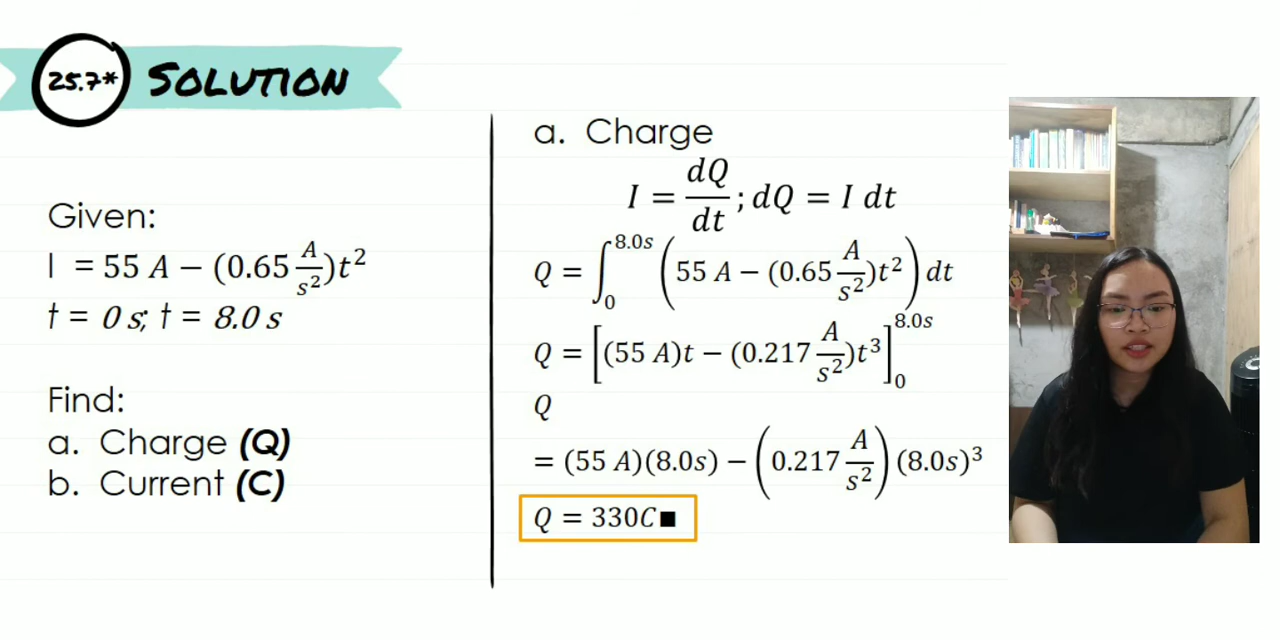 25.7* SOLUTION
Given:
I = 55 A − (0.65 A/s²)t²
t = 0 s; t = 8.0 s
Find:
a. Charge (Q)
b. Current (C)
a. Charge
I = dQ/dt ; dQ = I dt
Q = ∫₀^8.0s (55 A − (0.65 A/s²)t²) dt
Q = [(55 A)t − (0.217 A/s²)t³]₀^8.0s
Q
= (55 A)(8.0s) − (0.217 A/s²) (8.0s)³
Q = 330C■